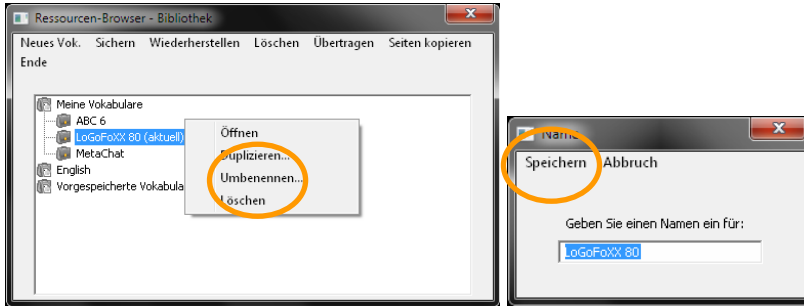 Ressourcen-Browser - Bibliothek
Neues Vok. Sichern Wiederherstellen Löschen Übertragen Seiten kopieren
Ende
Meine Vokabulare
ABC 6
LoGoFoXX 80 (aktuell)
MetaChat
English
Vorgespeicherte Vokabula
Öffnen
Duplizieren...
Umbenennen...
Löschen
Name
Speichern Abbruch
Geben Sie einen Namen ein für:
LoGoFoXX 80